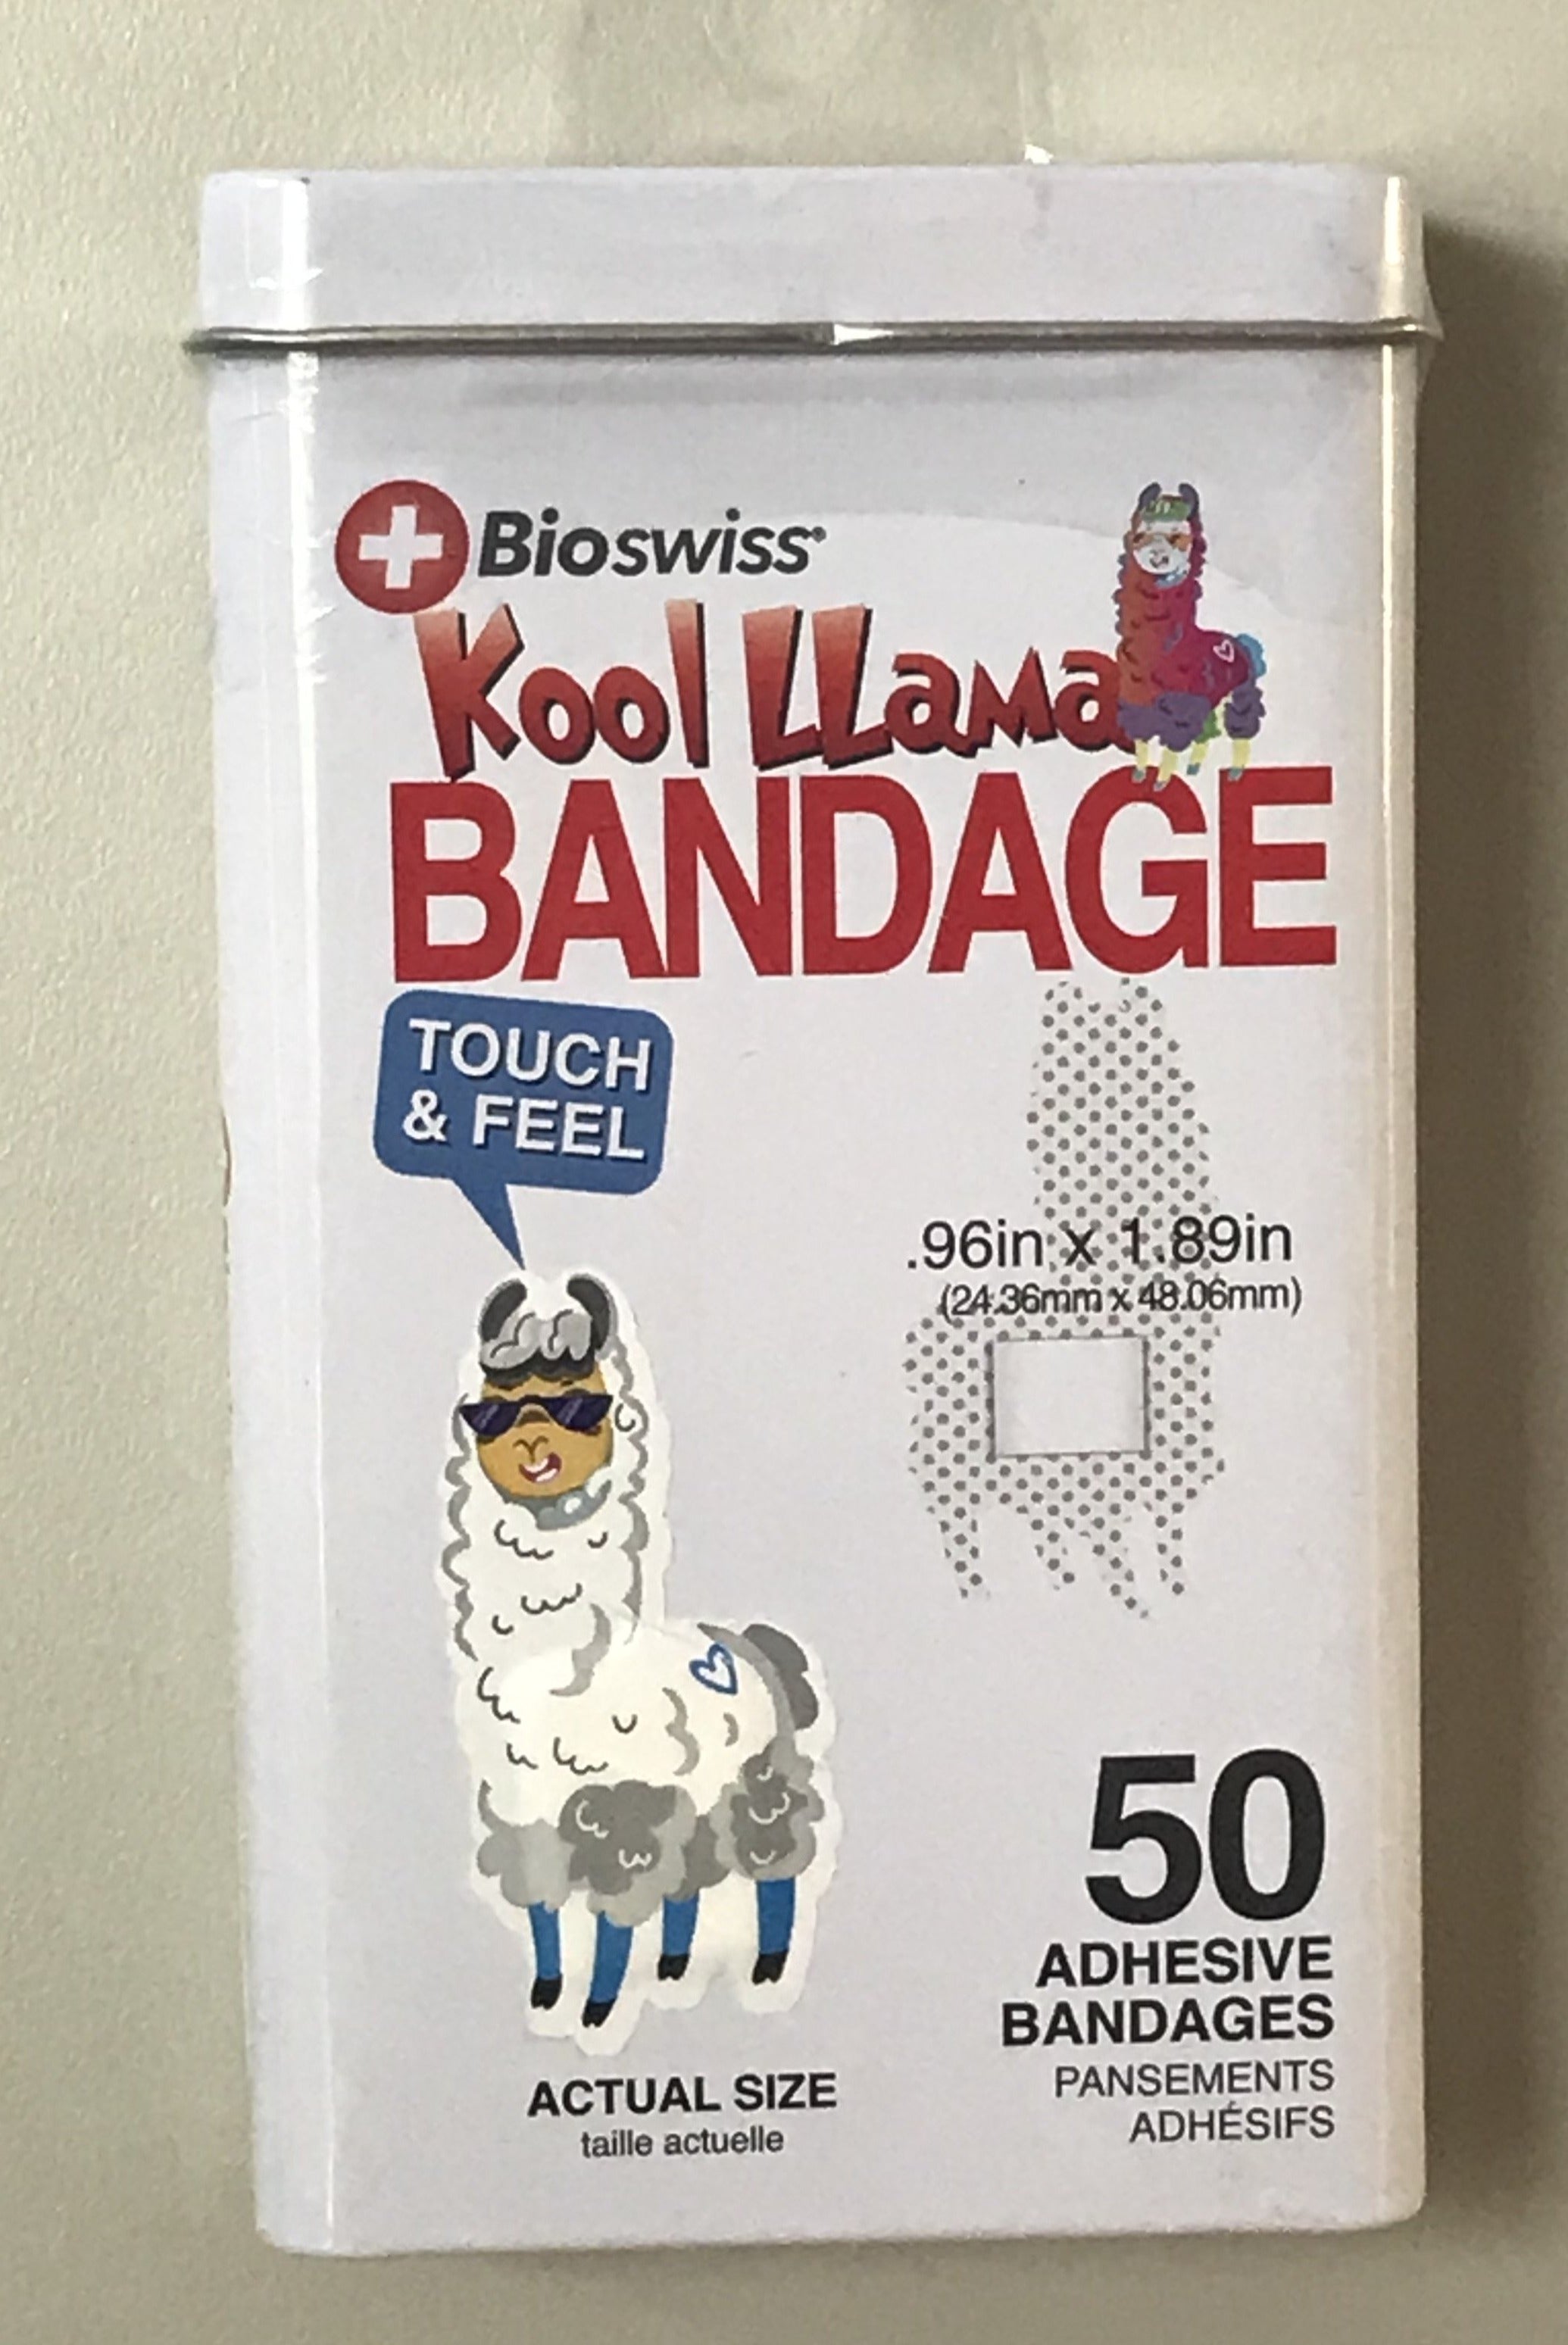 Bioswiss®
Kool LLama
BANDAGE
TOUCH
& FEEL
.96in x 1.89in
(24.36mm x 48.06mm)
50
ADHESIVE
BANDAGES
PANSEMENTS
ADHÉSIFS
ACTUAL SIZE
taille actuelle